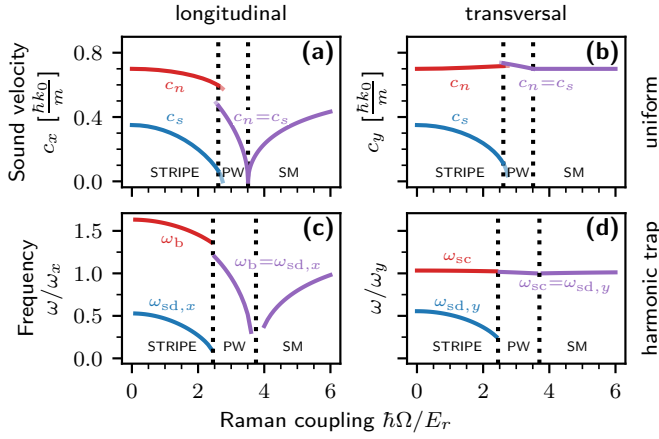 longitudinal
transversal
Sound velocity
c_x [ħk_0/m]
0.8
0.4
0.0
(a)
c_n
c_n=c_s
c_s
STRIPE PW SM
c_y [ħk_0/m]
(b)
c_n
c_n=c_s
c_s
STRIPE PW SM
uniform
Frequency
ω/ω_x
1.5
1.0
0.5
0.0
(c)
ω_b
ω_b=ω_sd,x
ω_sd,x
STRIPE PW SM
0 2 4 6
ω/ω_y
(d)
ω_sc
ω_sc=ω_sd,y
ω_sd,y
STRIPE PW SM
0 2 4 6
harmonic trap
Raman coupling ħΩ/E_r